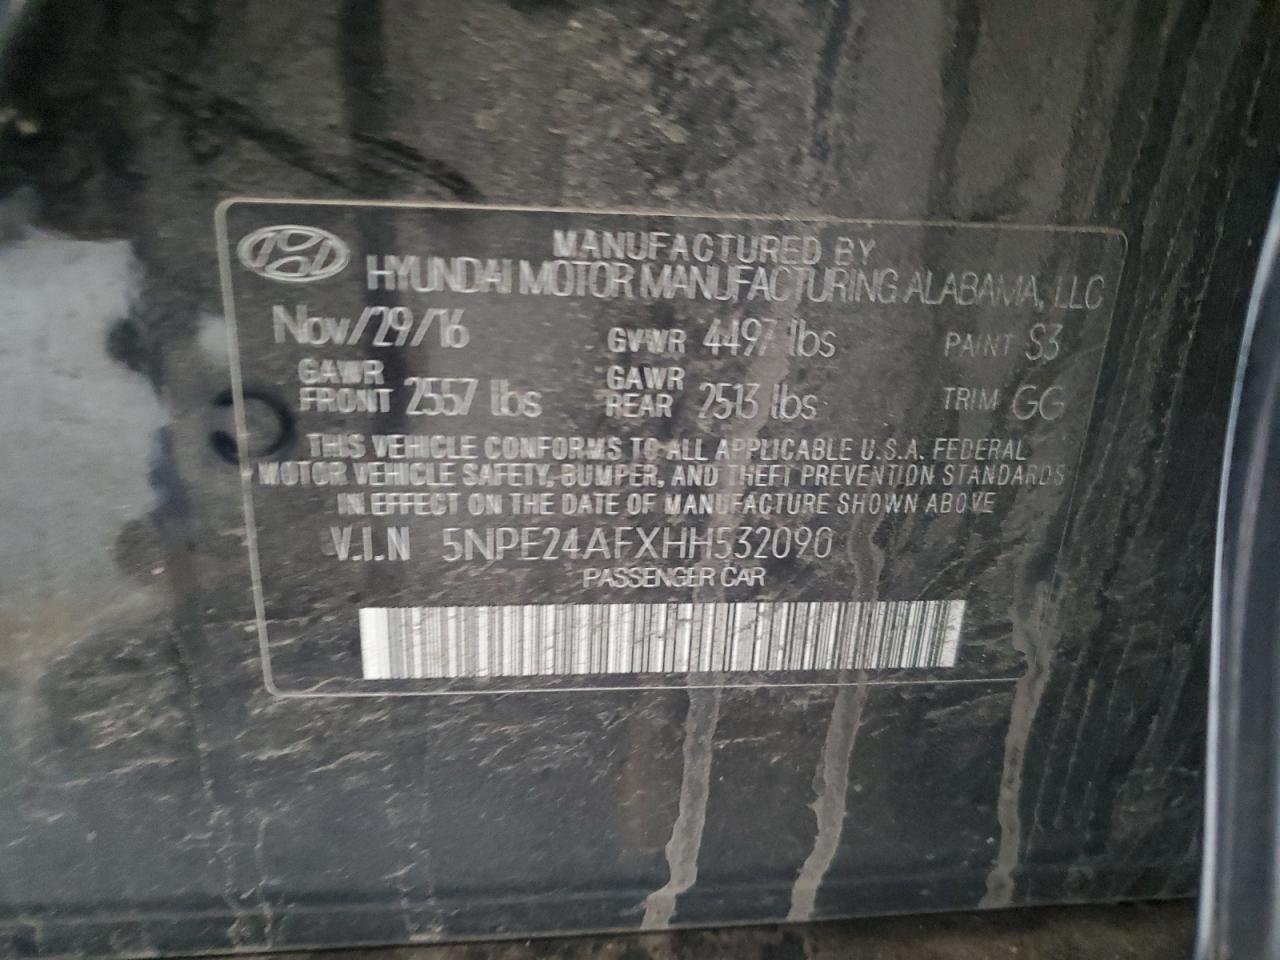 MANUFACTURED BY
HYUNDAI MOTOR MANUFACTURING ALABAMA, LLC
Nov/29/16 GVWR 4497 lbs PAINT S3
GAWR FRONT 2557 lbs GAWR REAR 2513 lbs TRIM GG
THIS VEHICLE CONFORMS TO ALL APPLICABLE U.S.A. FEDERAL
MOTOR VEHICLE SAFETY, BUMPER, AND THEFT PREVENTION STANDARDS
IN EFFECT ON THE DATE OF MANUFACTURE SHOWN ABOVE
V.I.N 5NPE24AFXHH532090
PASSENGER CAR